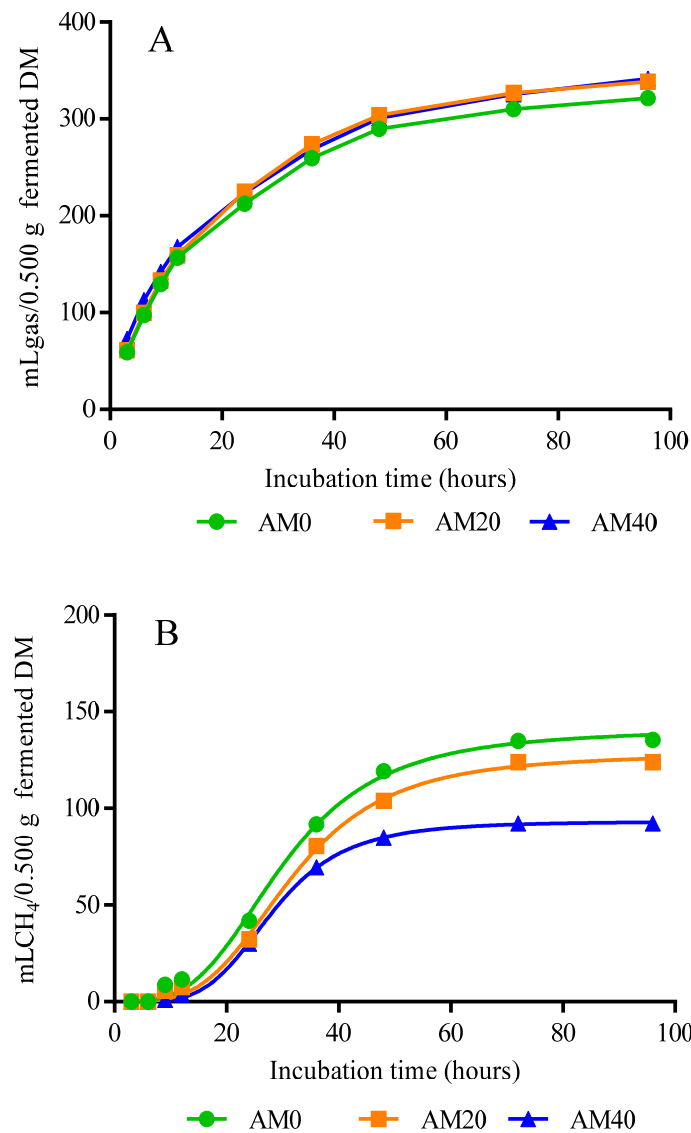 A
mLgas/0.500 g fermented DM
400
300
200
100
0
0 20 40 60 80 100
Incubation time (hours)
AM0 AM20 AM40
B
mLCH₄/0.500 g fermented DM
200
150
100
50
0
0 20 40 60 80 100
Incubation time (hours)
AM0 AM20 AM40